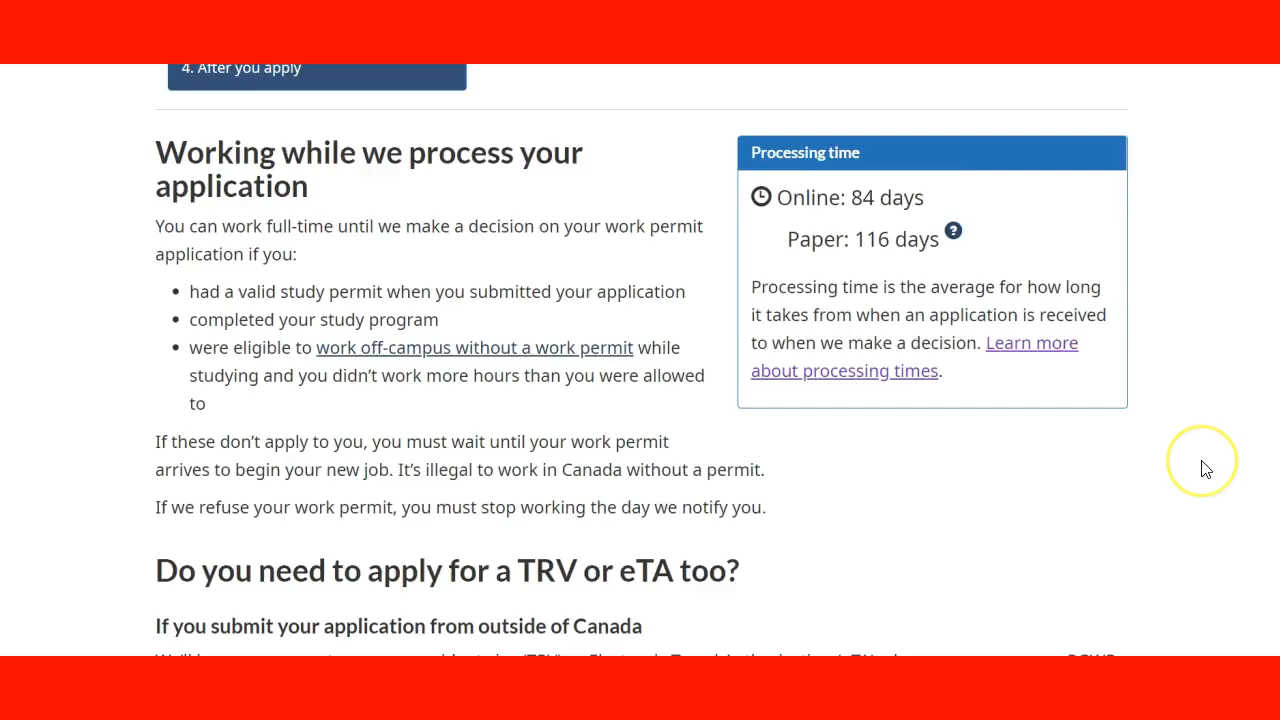 4. After you apply
Working while we process your
application
You can work full-time until we make a decision on your work permit
application if you:
had a valid study permit when you submitted your application
completed your study program
were eligible to work off-campus without a work permit while
studying and you didn’t work more hours than you were allowed
to
If these don’t apply to you, you must wait until your work permit
arrives to begin your new job. It’s illegal to work in Canada without a permit.
If we refuse your work permit, you must stop working the day we notify you.
Processing time
Online: 84 days
Paper: 116 days ?
Processing time is the average for how long
it takes from when an application is received
to when we make a decision. Learn more
about processing times.
Do you need to apply for a TRV or eTA too?
If you submit your application from outside of Canada